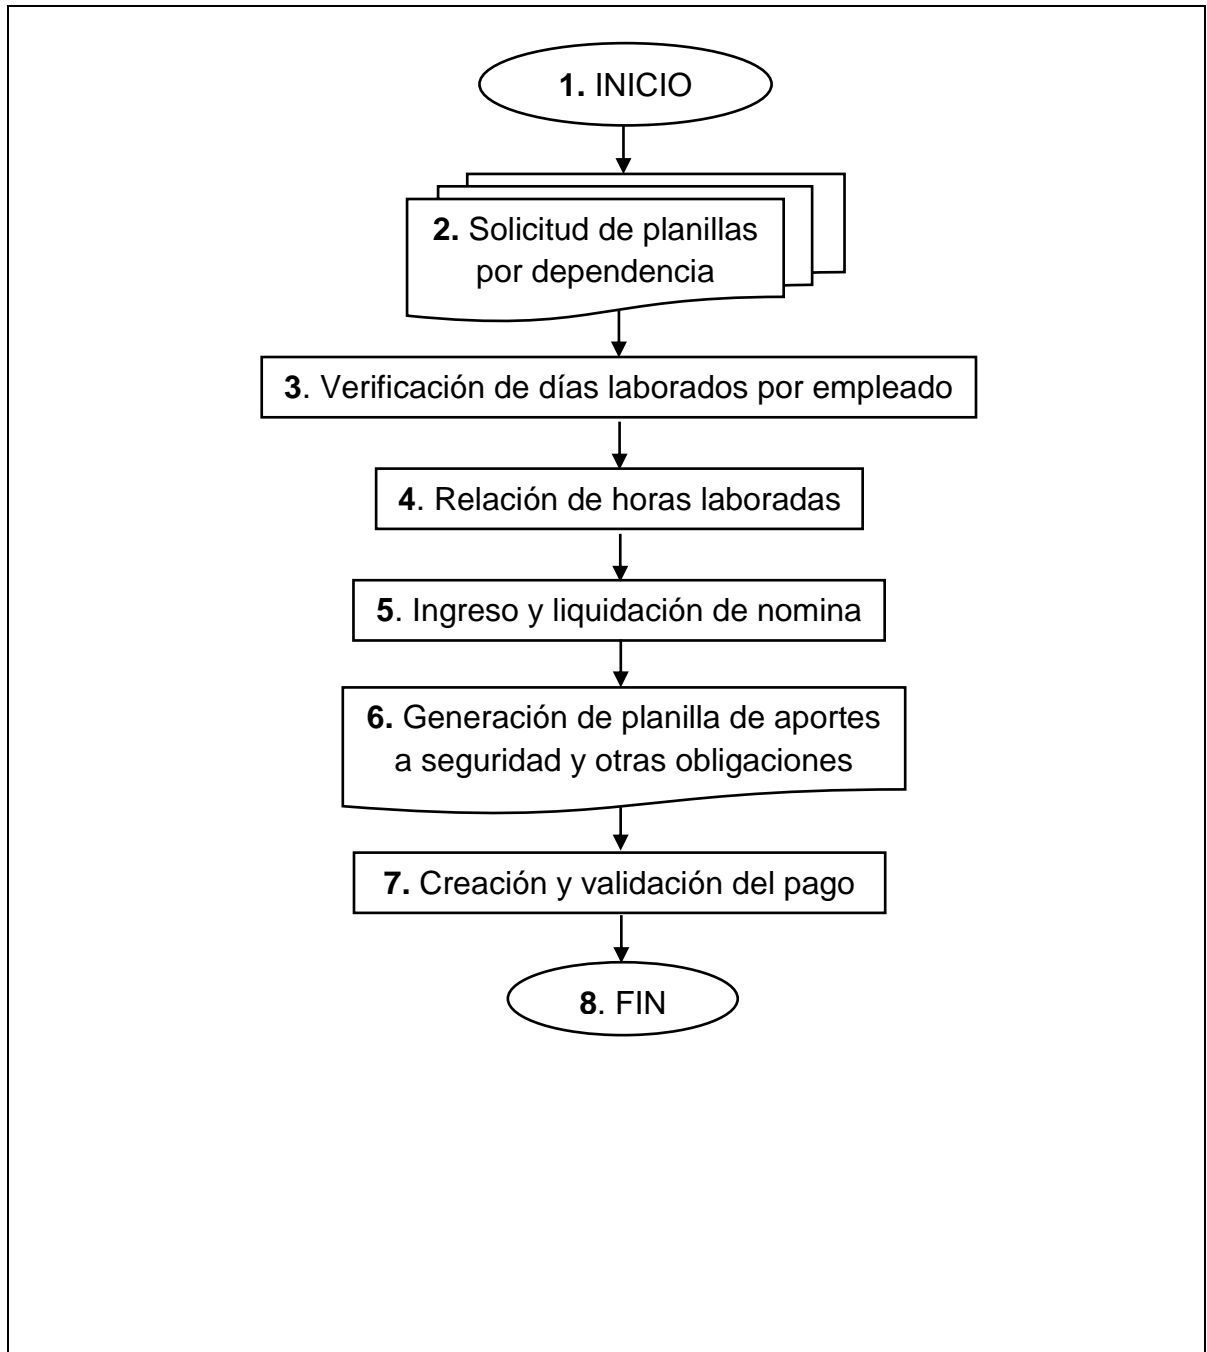 1. INICIO
2. Solicitud de planillas
por dependencia
3. Verificación de días laborados por empleado
4. Relación de horas laboradas
5. Ingreso y liquidación de nomina
6. Generación de planilla de aportes
a seguridad y otras obligaciones
7. Creación y validación del pago
8. FIN